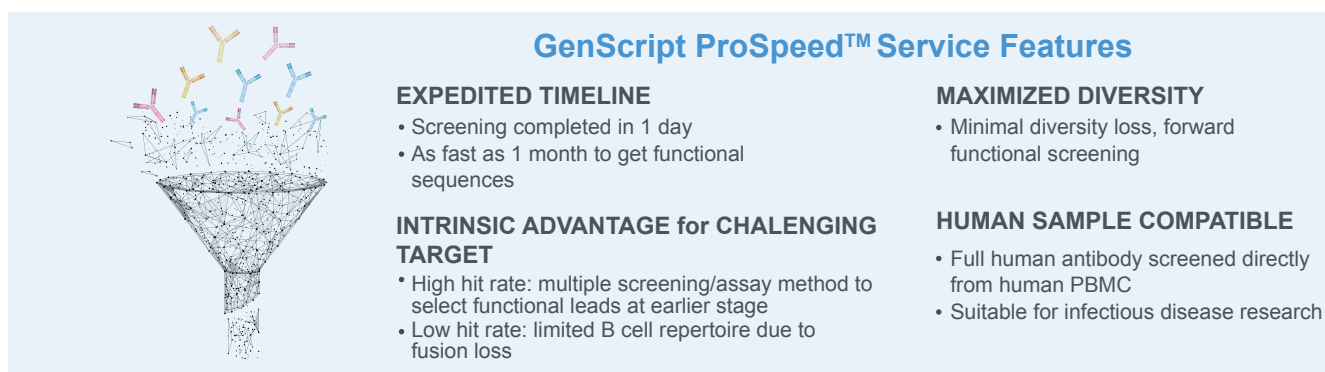 GenScript ProSpeed™ Service Features
EXPEDITED TIMELINE
• Screening completed in 1 day
• As fast as 1 month to get functional
sequences
INTRINSIC ADVANTAGE for CHALENGING
TARGET
• High hit rate: multiple screening/assay method to
select functional leads at earlier stage
• Low hit rate: limited B cell repertoire due to
fusion loss
MAXIMIZED DIVERSITY
• Minimal diversity loss, forward
functional screening
HUMAN SAMPLE COMPATIBLE
• Full human antibody screened directly
from human PBMC
• Suitable for infectious disease research